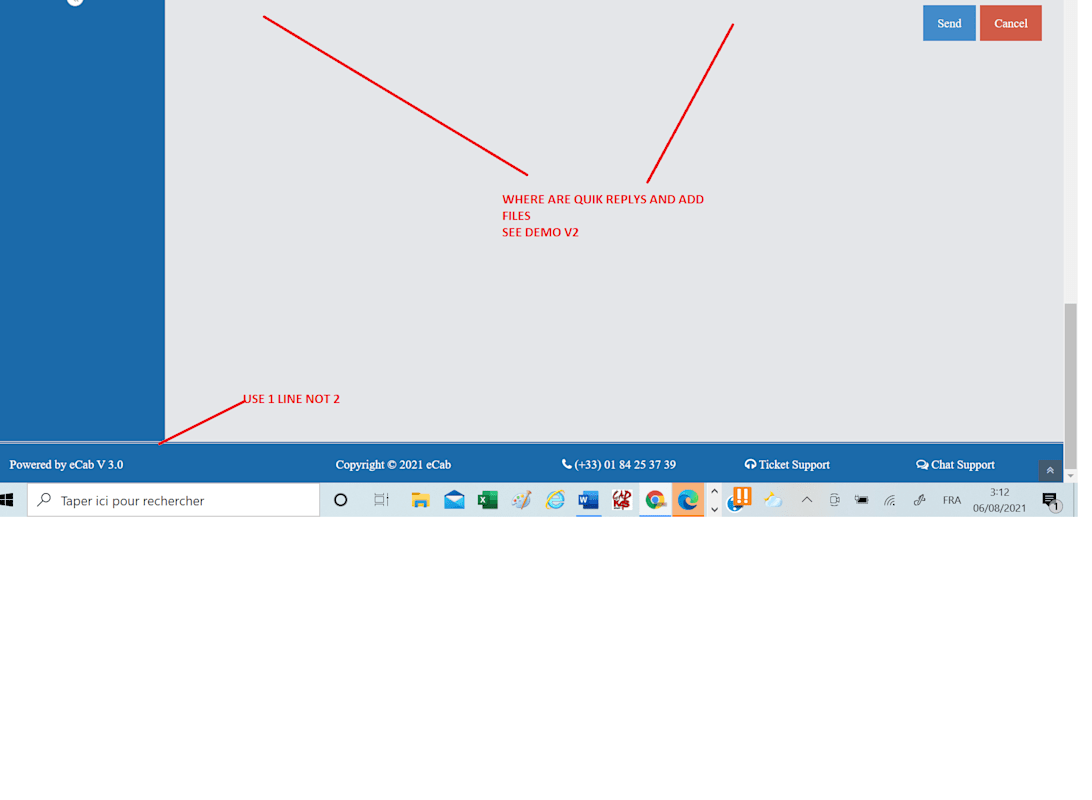 Send Cancel
WHERE ARE QUIK REPLYS AND ADD
FILES
SEE DEMO V2
USE 1 LINE NOT 2
Powered by eCab V 3.0 Copyright © 2021 eCab (+33) 01 84 25 37 39 Ticket Support Chat Support
Taper ici pour rechercher FRA 3:12
06/08/2021 1